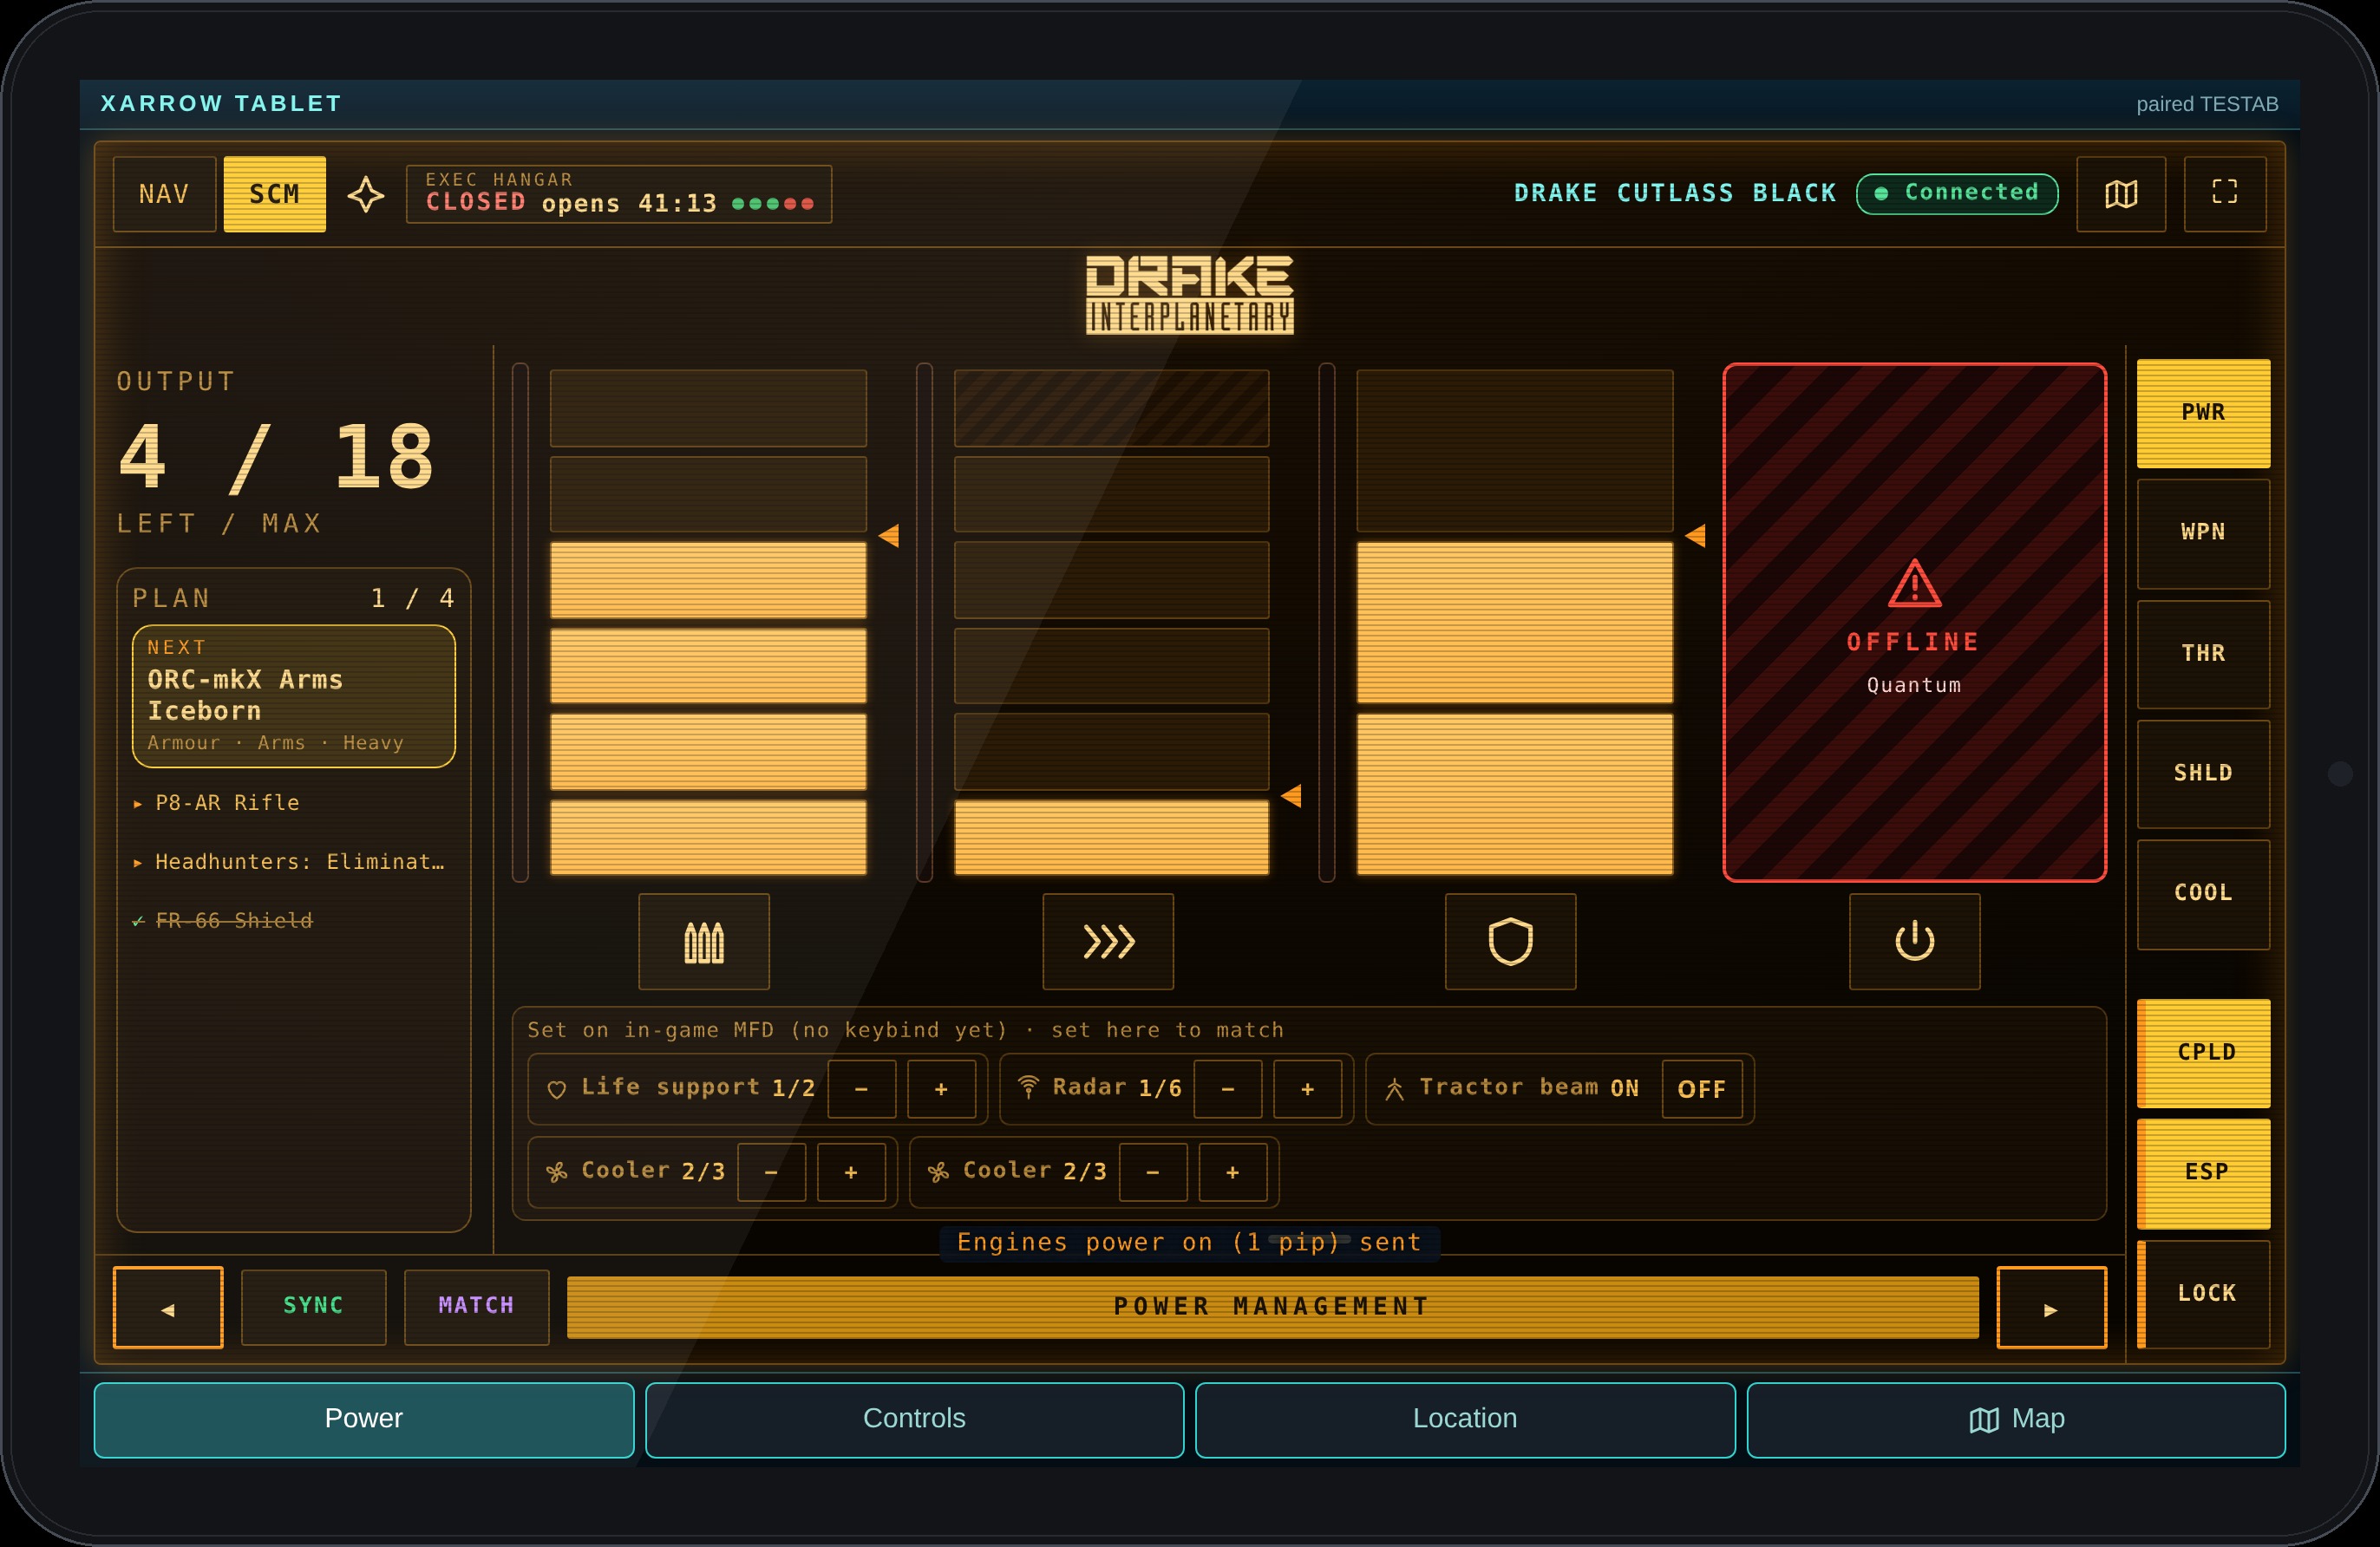 XARROW TABLET
paired TESTAB
NAV
SCM
EXEC HANGAR
CLOSED opens 41:13
DRAKE CUTLASS BLACK
Connected
DRAKE
INTERPLANETARY
OUTPUT
4 / 18
LEFT / MAX
PLAN 1 / 4
NEXT
ORC-mkX Arms
Iceborn
Armour · Arms · Heavy
▸ P8-AR Rifle
▸ Headhunters: Eliminat…
✓ FR-66 Shield
OFFLINE
Quantum
PWR
WPN
THR
SHLD
COOL
CPLD
ESP
LOCK
Set on in-game MFD (no keybind yet) · set here to match
Life support 1/2 − +
Radar 1/6 − +
Tractor beam ON OFF
Cooler 2/3 − +
Cooler 2/3 − +
Engines power on (1 pip) sent
◂ SYNC MATCH POWER MANAGEMENT ▸
Power
Controls
Location
Map